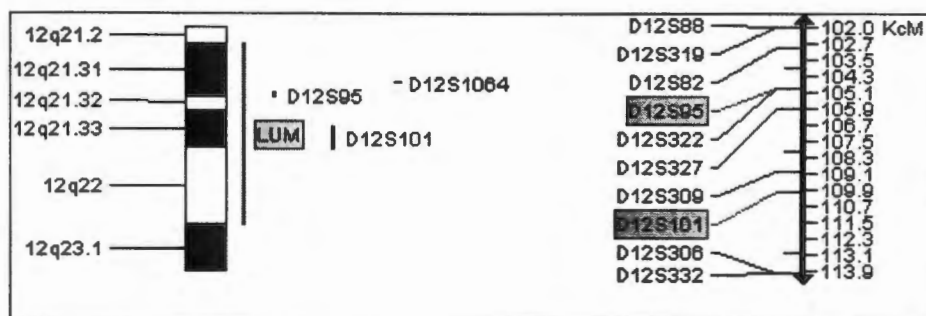 12q21.2
12q21.31
12q21.32
12q21.33
12q22
12q23.1
D12S95
D12S1064
LUM
D12S101
D12S88
D12S319
D12S82
D12S95
D12S322
D12S327
D12S309
D12S101
D12S306
D12S332
102.0 KcM
102.7
103.5
104.3
105.1
105.9
106.7
107.5
108.3
109.1
109.9
110.7
111.5
112.3
113.1
113.9